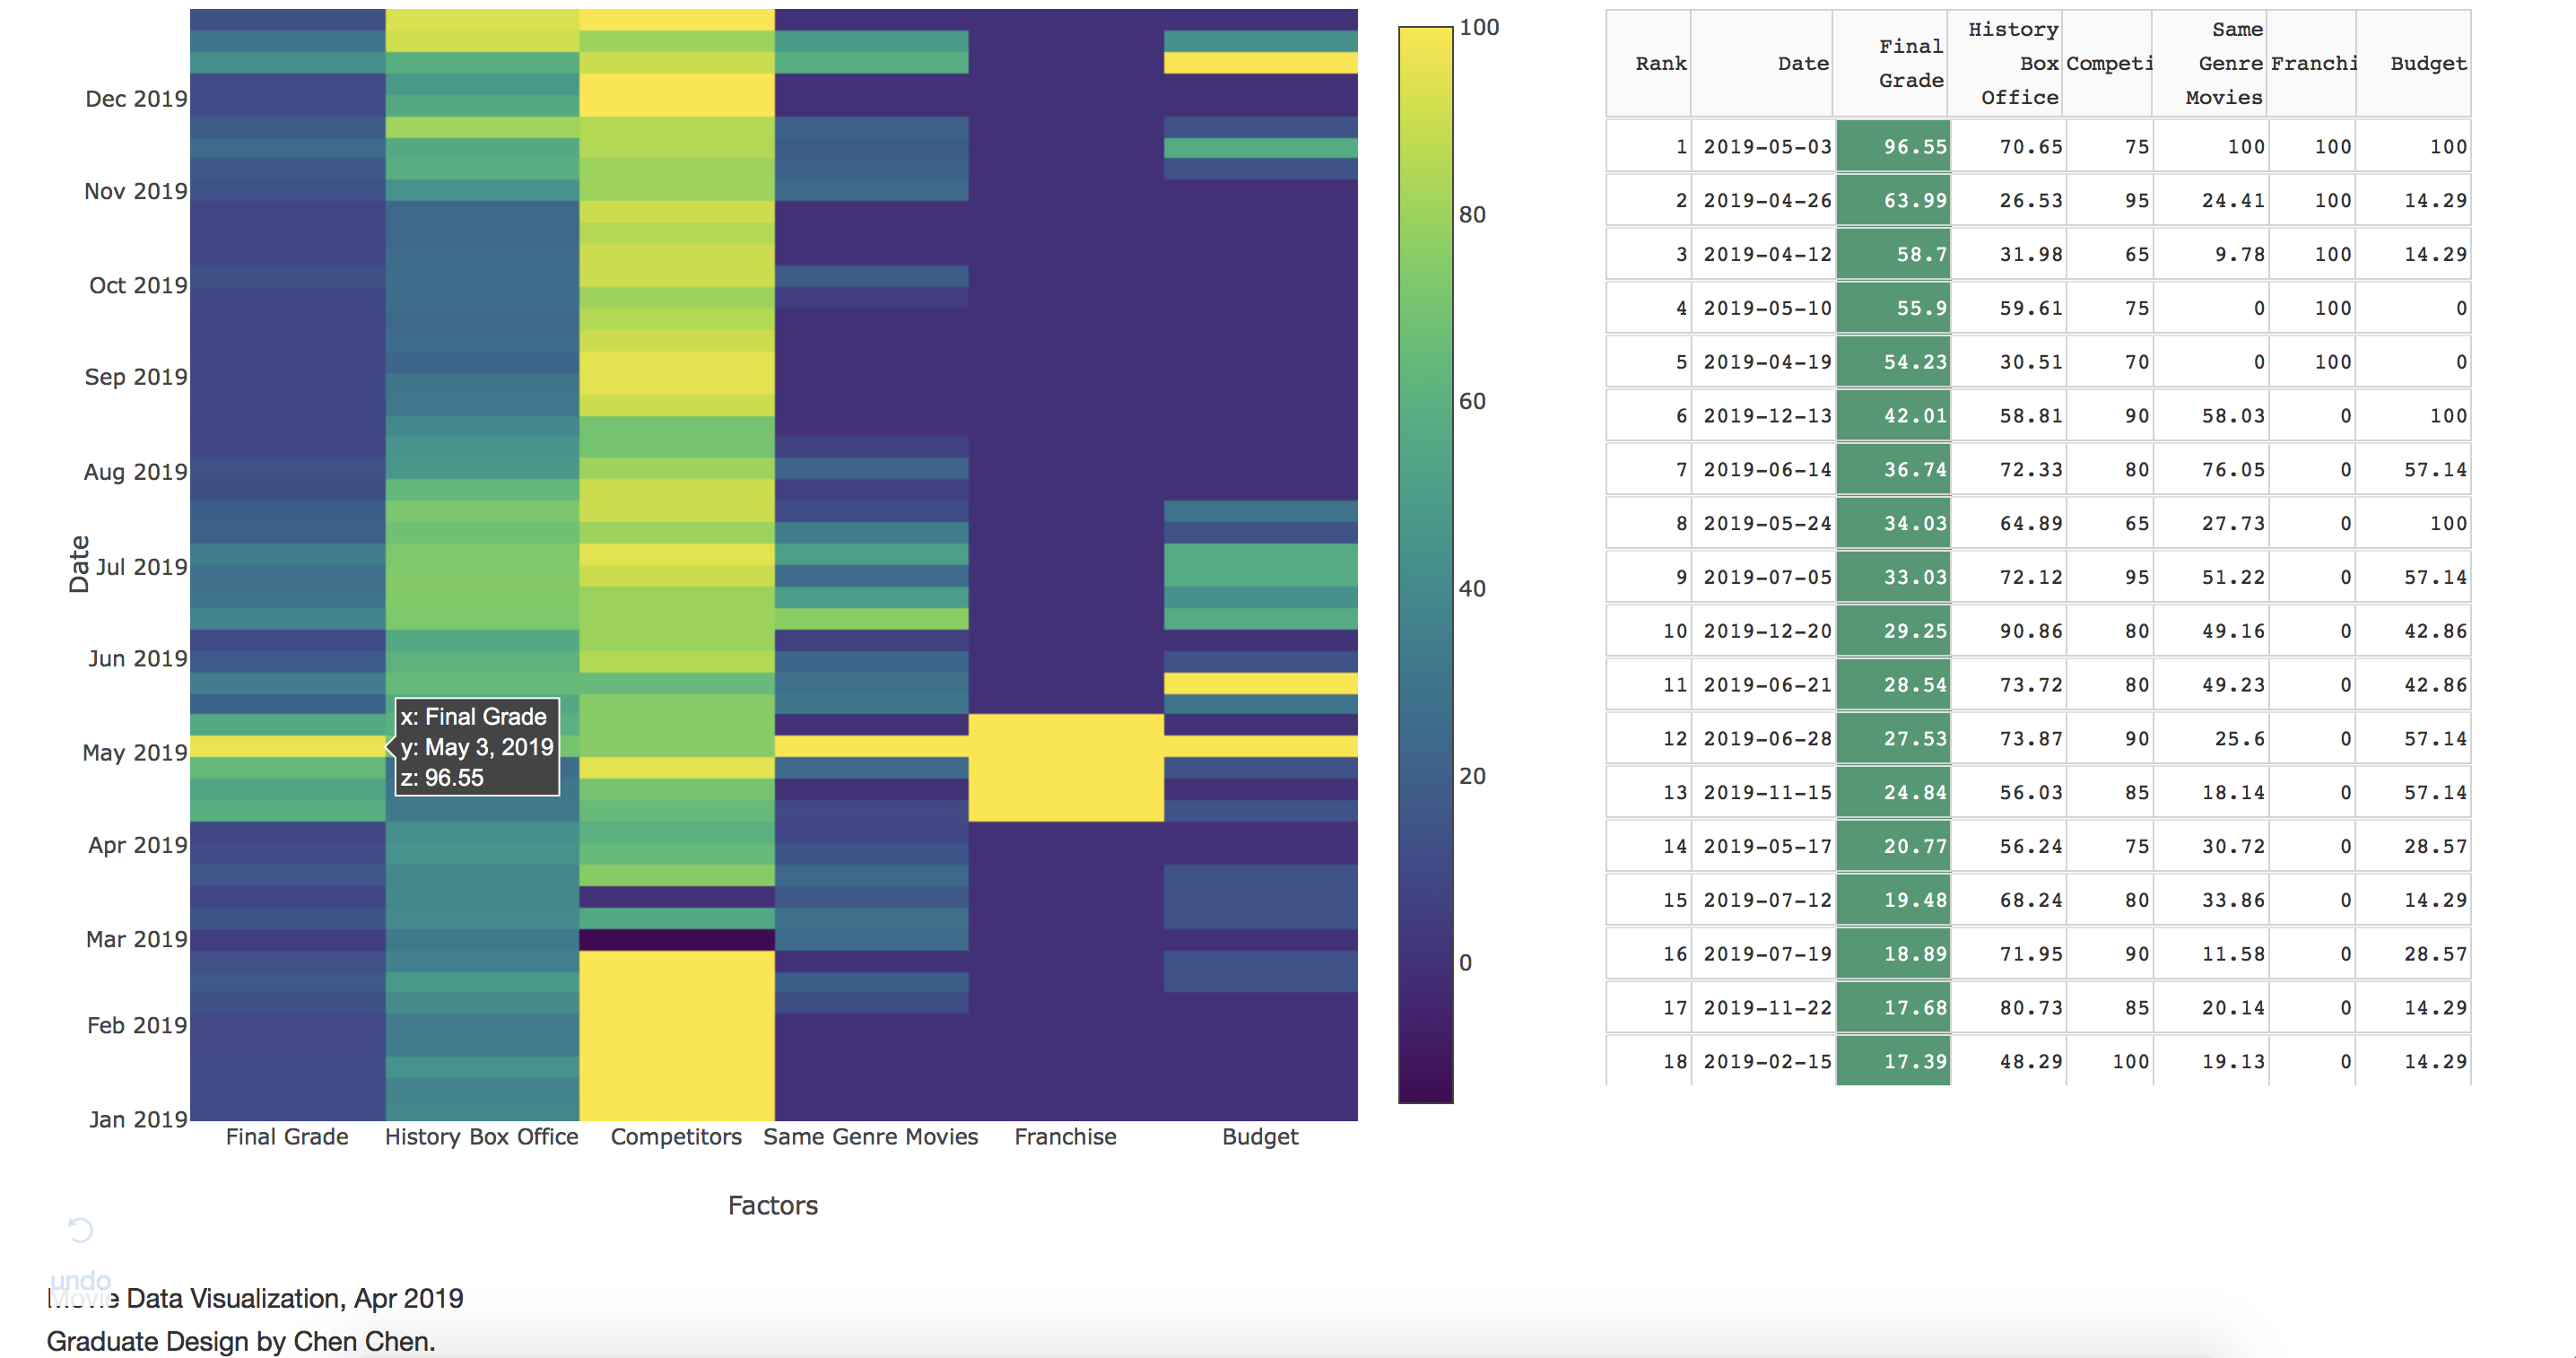 Dec 2019
Nov 2019
Oct 2019
Sep 2019
Aug 2019
Jul 2019
Jun 2019
May 2019
Apr 2019
Mar 2019
Feb 2019
Jan 2019
Date
x: Final Grade
y: May 3, 2019
z: 96.55
Final Grade History Box Office Competitors Same Genre Movies Franchise Budget
Factors
100
80
60
40
20
0
Rank Date Final Grade History Box Office Competi Same Genre Movies Franchi Budget
1 2019-05-03 96.55 70.65 75 100 100 100
2 2019-04-26 63.99 26.53 95 24.41 100 14.29
3 2019-04-12 58.7 31.98 65 9.78 100 14.29
4 2019-05-10 55.9 59.61 75 0 100 0
5 2019-04-19 54.23 30.51 70 0 100 0
6 2019-12-13 42.01 58.81 90 58.03 0 100
7 2019-06-14 36.74 72.33 80 76.05 0 57.14
8 2019-05-24 34.03 64.89 65 27.73 0 100
9 2019-07-05 33.03 72.12 95 51.22 0 57.14
10 2019-12-20 29.25 90.86 80 49.16 0 42.86
11 2019-06-21 28.54 73.72 80 49.23 0 42.86
12 2019-06-28 27.53 73.87 90 25.6 0 57.14
13 2019-11-15 24.84 56.03 85 18.14 0 57.14
14 2019-05-17 20.77 56.24 75 30.72 0 28.57
15 2019-07-12 19.48 68.24 80 33.86 0 14.29
16 2019-07-19 18.89 71.95 90 11.58 0 28.57
17 2019-11-22 17.68 80.73 85 20.14 0 14.29
18 2019-02-15 17.39 48.29 100 19.13 0 14.29
undo
Movie Data Visualization, Apr 2019
Graduate Design by Chen Chen.